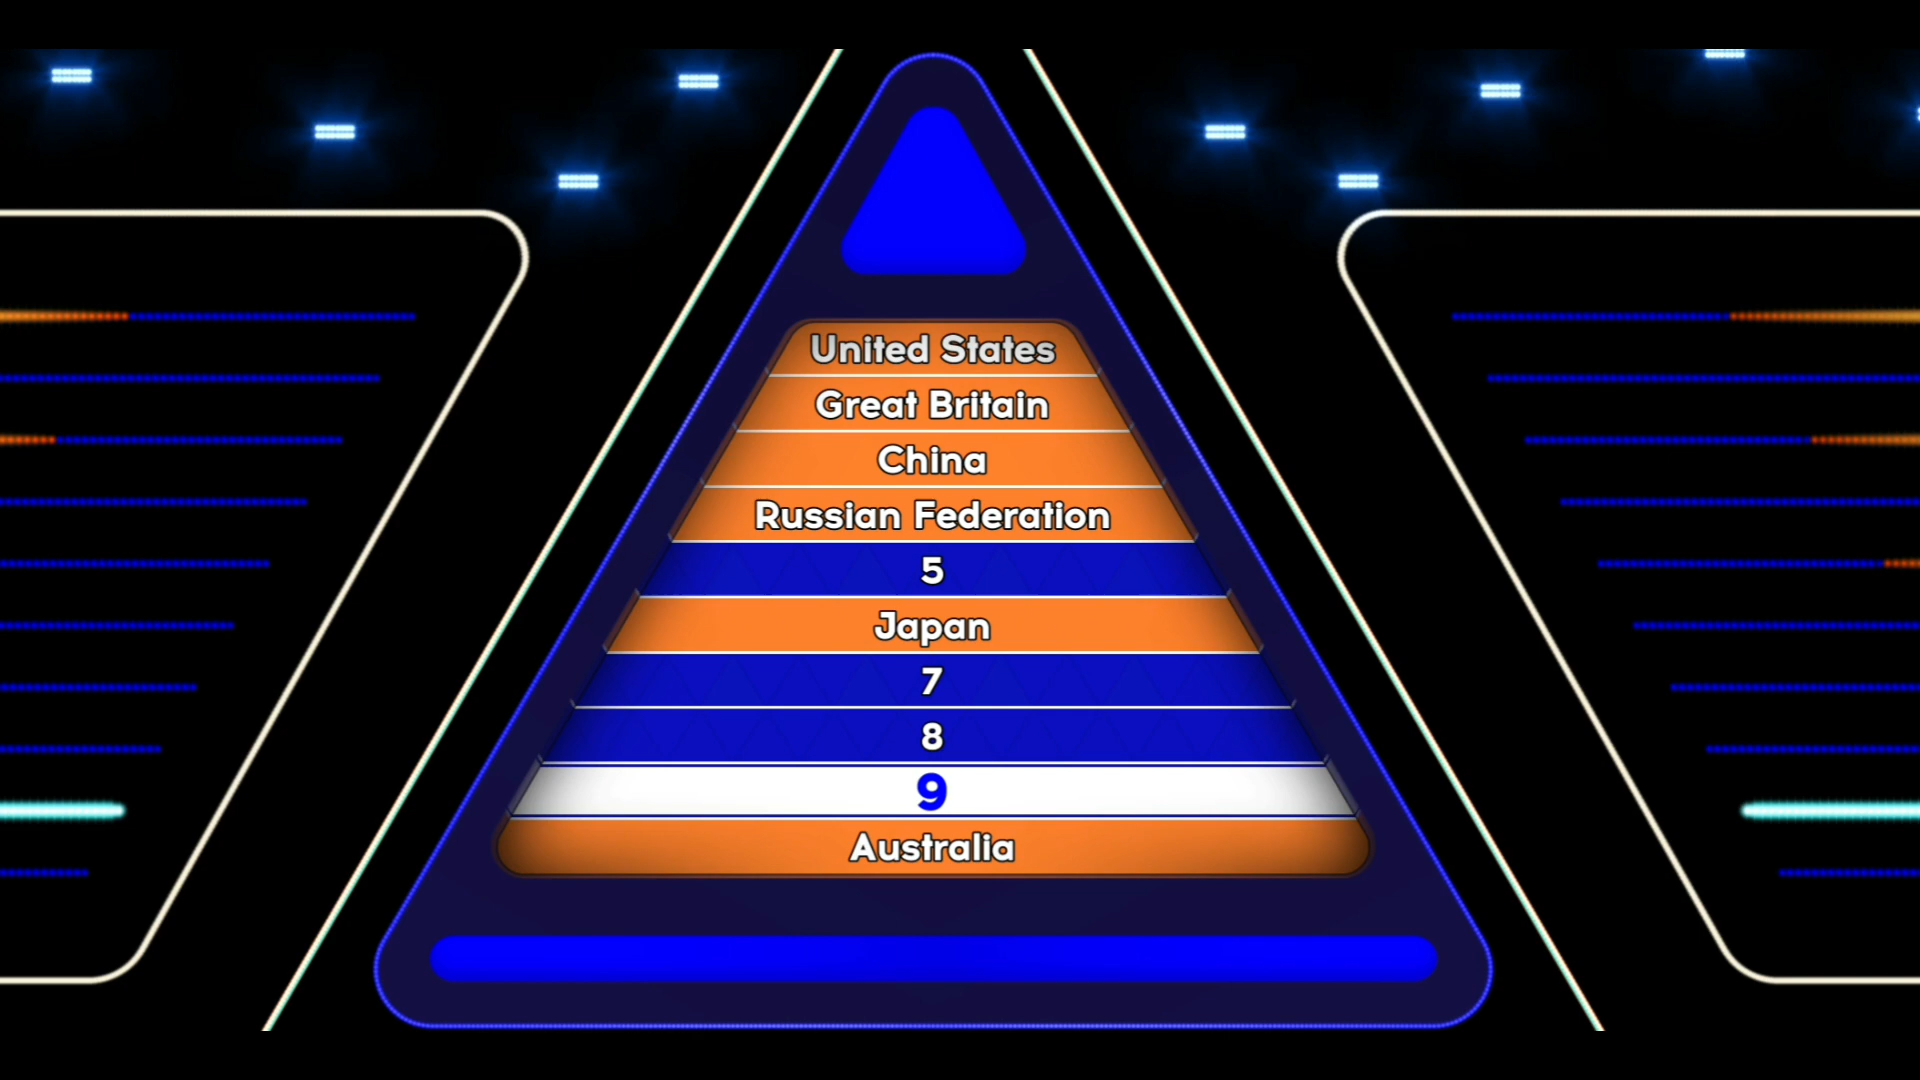 United States
Great Britain
China
Russian Federation
5
Japan
7
8
9
Australia